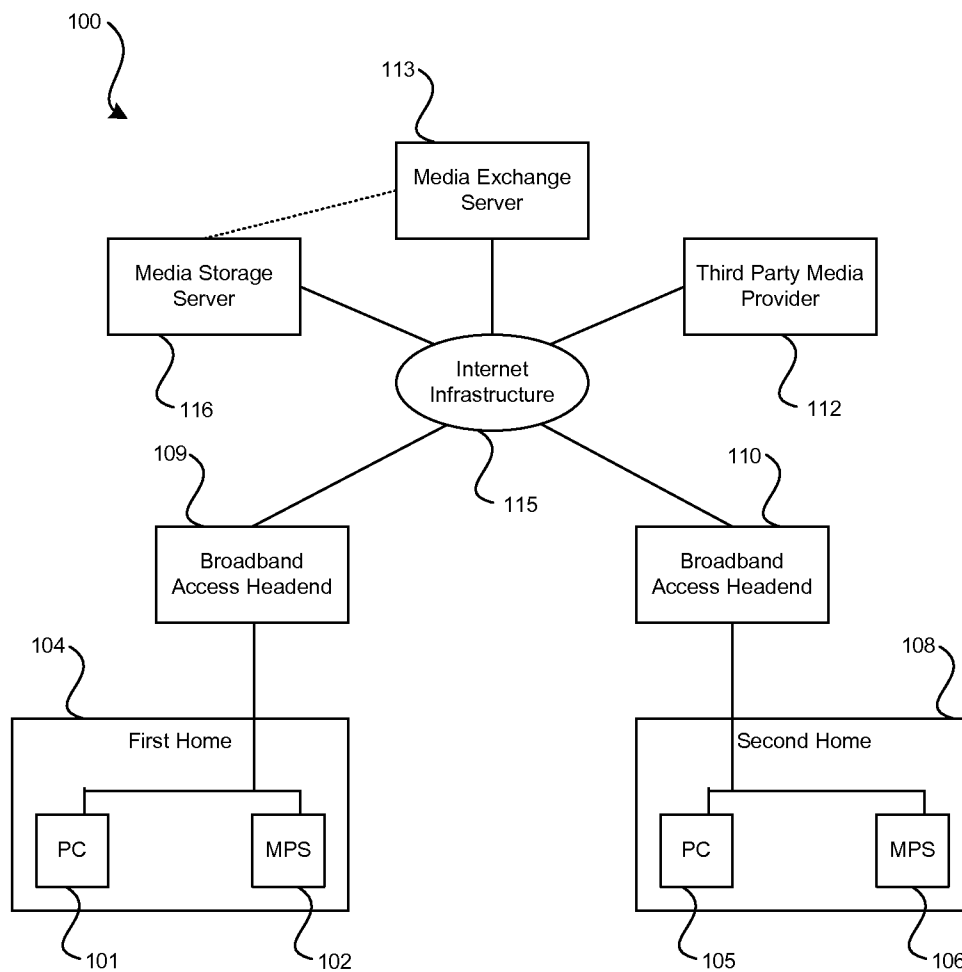 100
113
Media Exchange
Server
Media Storage
Server
Third Party Media
Provider
Internet
Infrastructure
116
112
109
110
115
Broadband
Access Headend
Broadband
Access Headend
104
108
First Home
Second Home
PC
MPS
PC
MPS
101
102
105
106